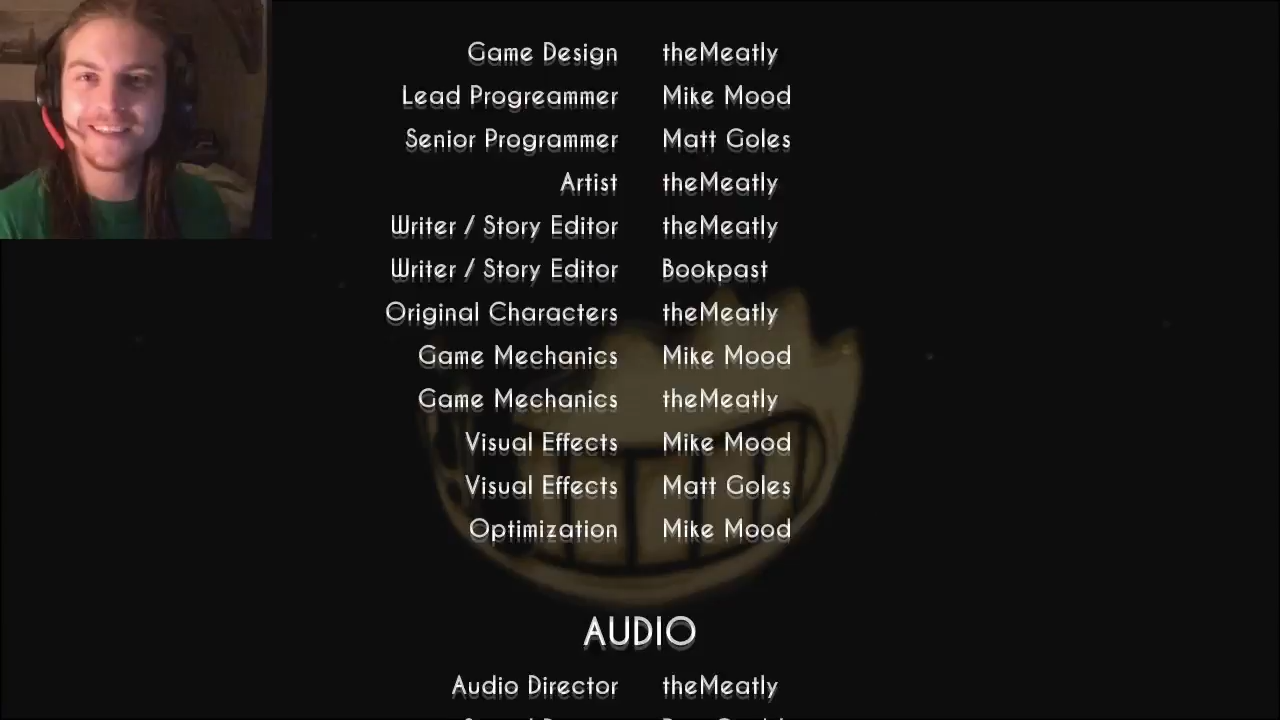 Game Design theMeatly
Lead Progreammer Mike Mood
Senior Programmer Matt Goles
Artist theMeatly
Writer / Story Editor theMeatly
Writer / Story Editor Bookpast
Original Characters theMeatly
Game Mechanics Mike Mood
Game Mechanics theMeatly
Visual Effects Mike Mood
Visual Effects Matt Goles
Optimization Mike Mood
AUDIO
Audio Director theMeatly